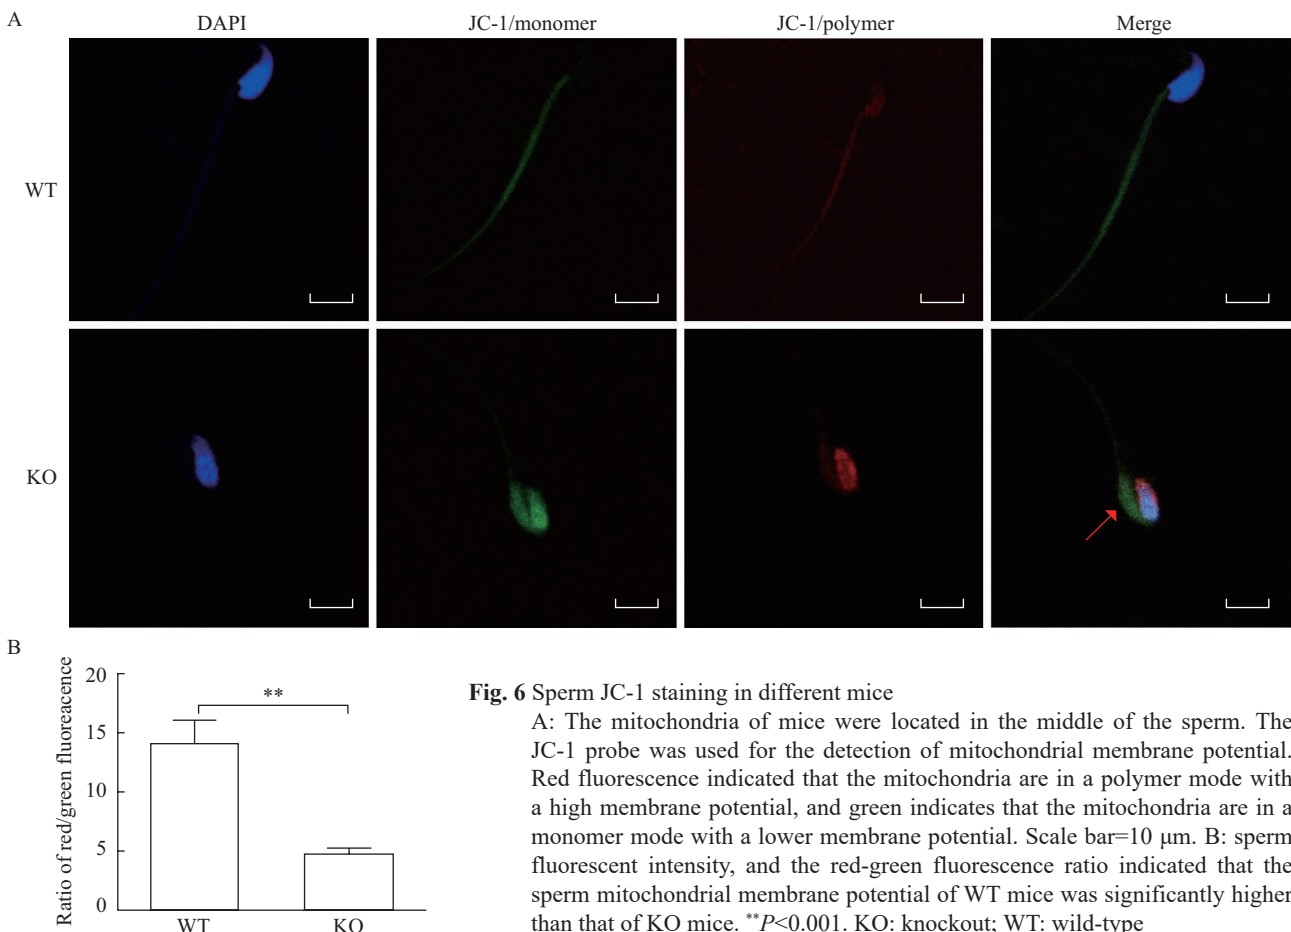 A
DAPI JC-1/monomer JC-1/polymer Merge
WT
KO
B
Ratio of red/green fluoreacence
20
15
10
5
0
**
WT KO
Fig. 6 Sperm JC-1 staining in different mice
A: The mitochondria of mice were located in the middle of the sperm. The
JC-1 probe was used for the detection of mitochondrial membrane potential.
Red fluorescence indicated that the mitochondria are in a polymer mode with
a high membrane potential, and green indicates that the mitochondria are in a
monomer mode with a lower membrane potential. Scale bar=10 μm. B: sperm
fluorescent intensity, and the red-green fluorescence ratio indicated that the
sperm mitochondrial membrane potential of WT mice was significantly higher
than that of KO mice. **P<0.001. KO: knockout; WT: wild-type